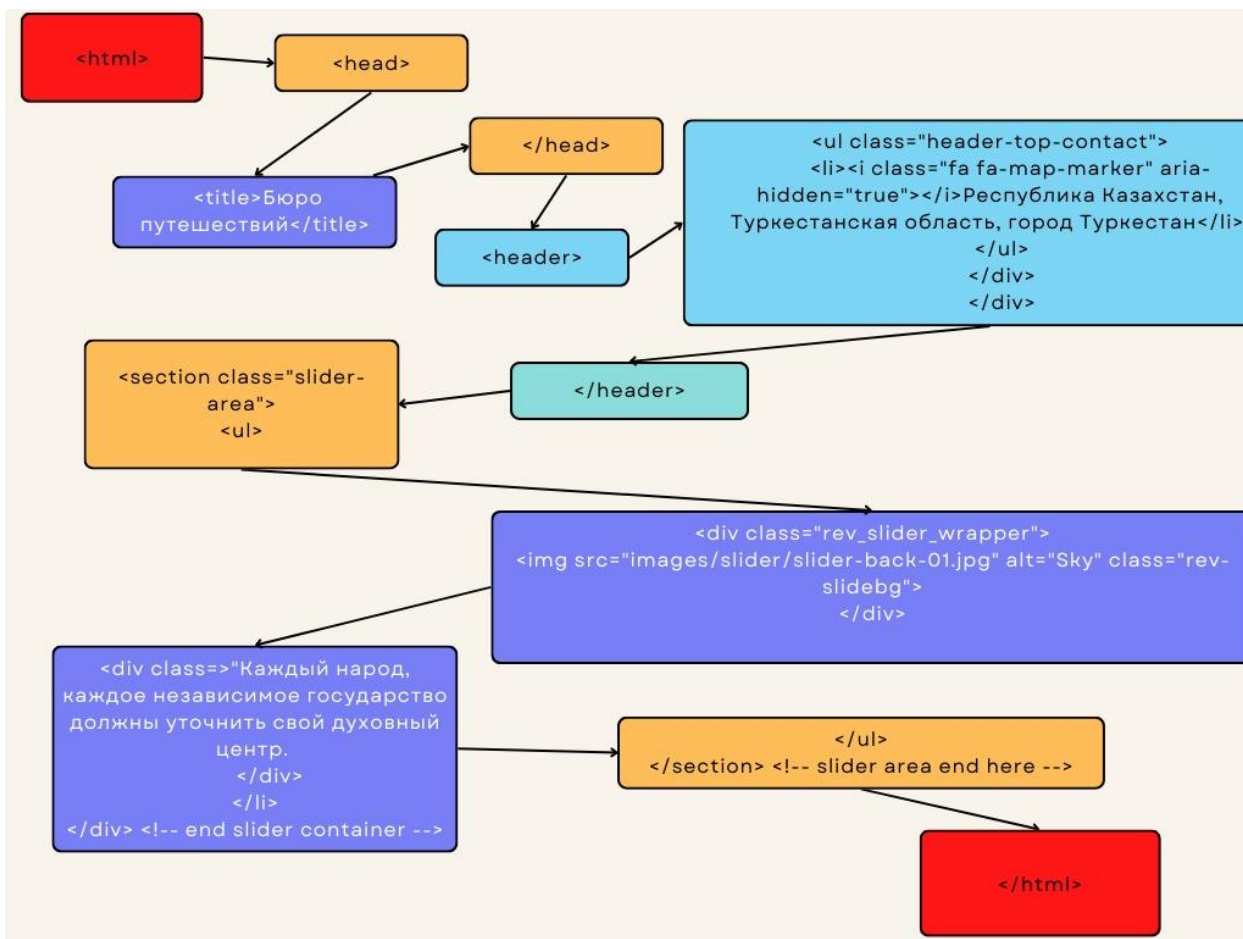 <html>
<head>
<title>Бюро
путешествий</title>
</head>
<header>
<ul class="header-top-contact">
<li><i class="fa fa-map-marker" aria-
hidden="true"></i>Республика Казахстан,
Туркестанская область, город Туркестан</li>
</ul>
</div>
</div>
</header>
<section class="slider-
area">
<ul>
<div class="rev_slider_wrapper">
<img src="images/slider/slider-back-01.jpg" alt="Sky" class="rev-
slidebg">
</div>
<div class=>"Каждый народ,
каждое независимое государство
должны уточнить свой духовный
центр.
</div>
</li>
</div> <!-- end slider container -->
</ul>
</section> <!-- slider area end here -->
</html>